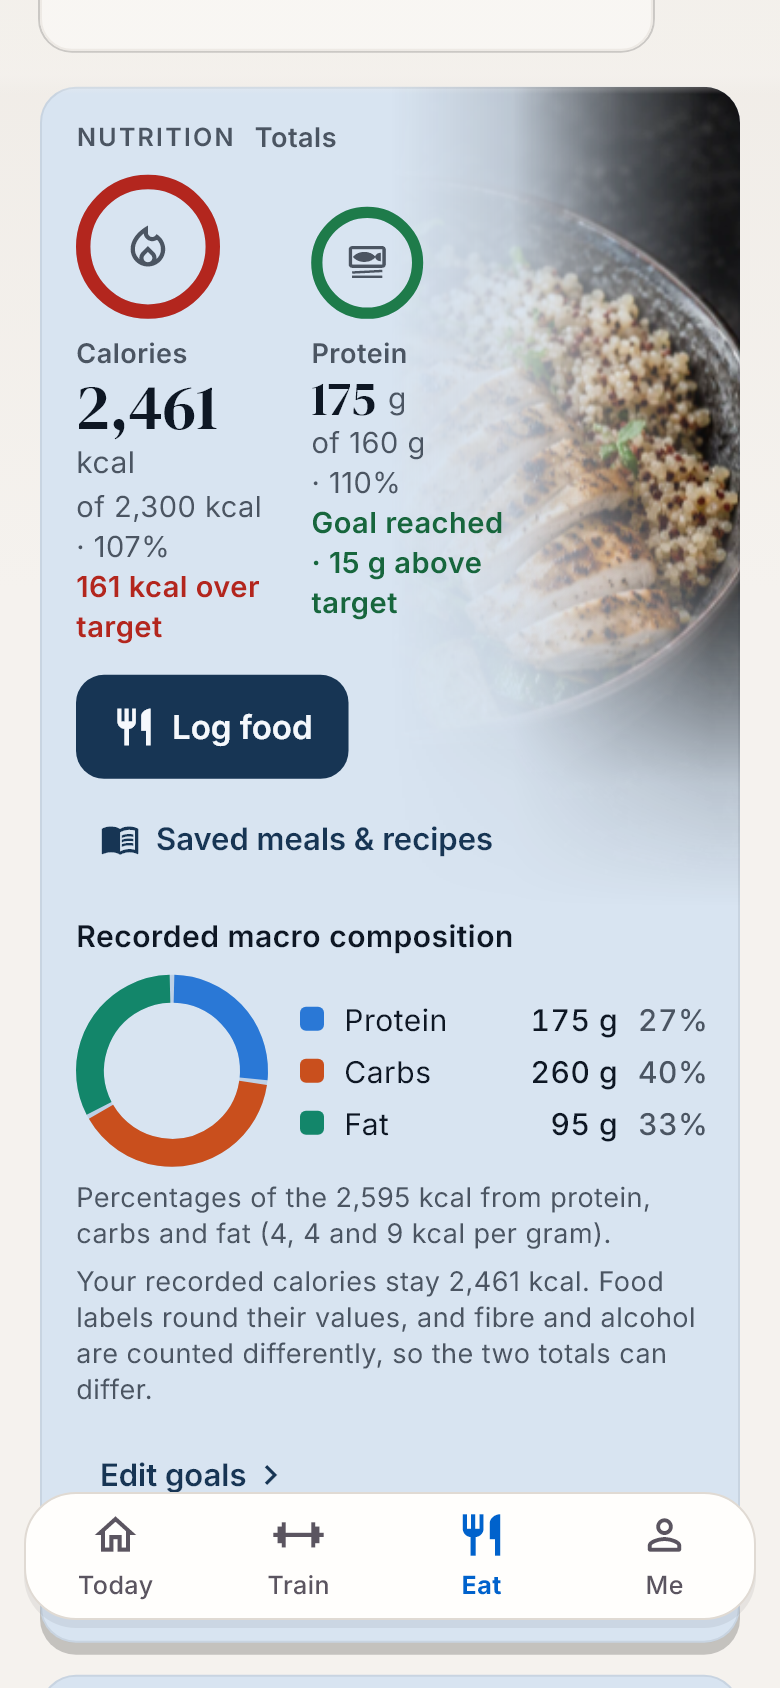 NUTRITION Totals
Calories
2,461
kcal
of 2,300 kcal
· 107%
161 kcal over
target
Protein
175 g
of 160 g
· 110%
Goal reached
· 15 g above
target
Log food
Saved meals & recipes
Recorded macro composition
Protein 175 g 27%
Carbs 260 g 40%
Fat 95 g 33%
Percentages of the 2,595 kcal from protein,
carbs and fat (4, 4 and 9 kcal per gram).
Your recorded calories stay 2,461 kcal. Food
labels round their values, and fibre and alcohol
are counted differently, so the two totals can
differ.
Edit goals
Today Train Eat Me